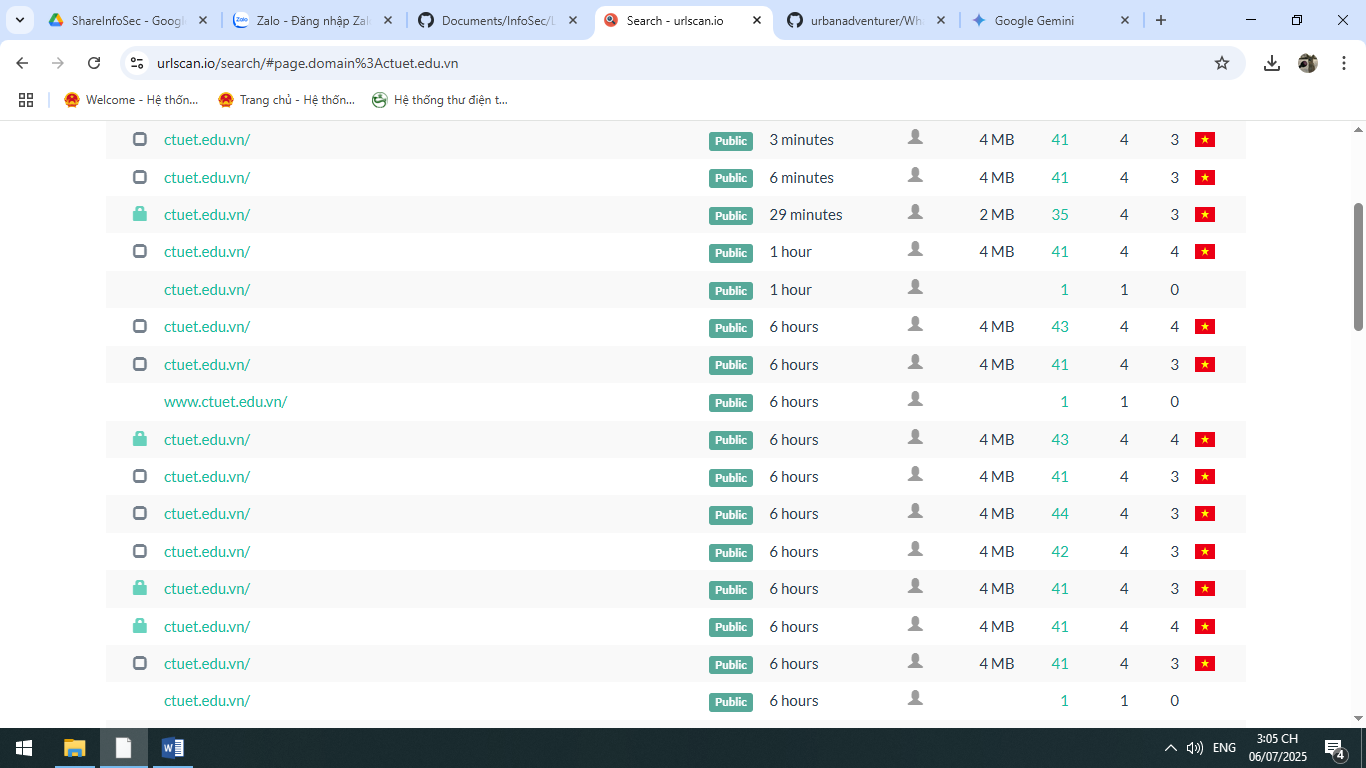 ShareInfoSec - Googl
Zalo - Đăng nhập Zal
Documents/InfoSec/L
Search - urlscan.io
urbanadventurer/Wh
Google Gemini
urlscan.io/search/#page.domain%3Actuet.edu.vn
Welcome - Hệ thốn...
Trang chủ - Hệ thốn...
Hệ thống thư điện t...
ctuet.edu.vn/ Public 3 minutes 4 MB 41 4 3
ctuet.edu.vn/ Public 6 minutes 4 MB 41 4 3
ctuet.edu.vn/ Public 29 minutes 2 MB 35 4 3
ctuet.edu.vn/ Public 1 hour 4 MB 41 4 4
ctuet.edu.vn/ Public 1 hour 1 1 0
ctuet.edu.vn/ Public 6 hours 4 MB 43 4 4
ctuet.edu.vn/ Public 6 hours 4 MB 41 4 3
www.ctuet.edu.vn/ Public 6 hours 1 1 0
ctuet.edu.vn/ Public 6 hours 4 MB 43 4 4
ctuet.edu.vn/ Public 6 hours 4 MB 41 4 3
ctuet.edu.vn/ Public 6 hours 4 MB 44 4 3
ctuet.edu.vn/ Public 6 hours 4 MB 42 4 3
ctuet.edu.vn/ Public 6 hours 4 MB 41 4 3
ctuet.edu.vn/ Public 6 hours 4 MB 41 4 4
ctuet.edu.vn/ Public 6 hours 4 MB 41 4 3
ctuet.edu.vn/ Public 6 hours 1 1 0
ENG
3:05 CH
06/07/2025
4